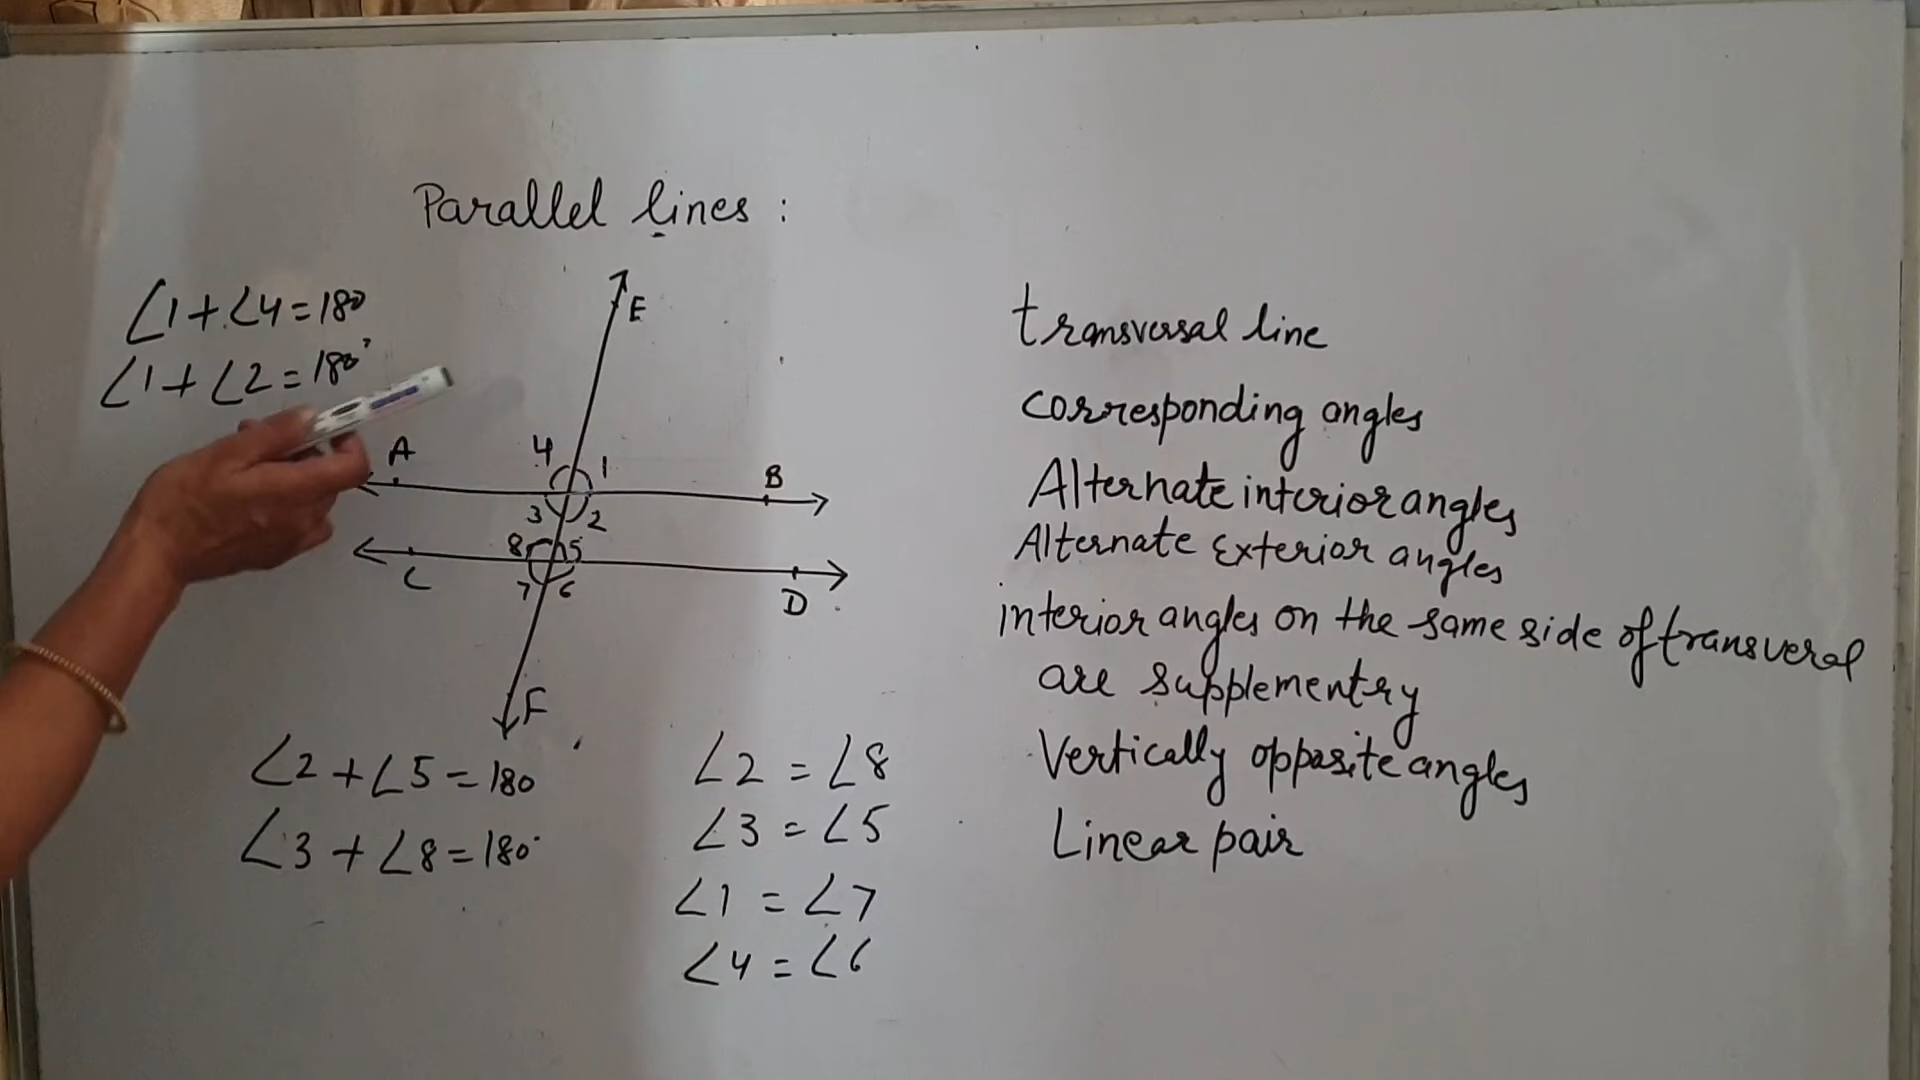 Parallel lines :
∠1+∠4=180
∠1+∠2=180°
E
A
4
1
B
3
2
8
5
C
7
6
D
F
∠2+∠5=180
∠3+∠8=180°
∠2=∠8
∠3=∠5
∠1=∠7
∠4=∠6
transversal line
corresponding angles
Alternate interior angles
Alternate Exterior angles
interior angles on the same side of transveral
are supplementry
Vertically opposite angles
Linear pair